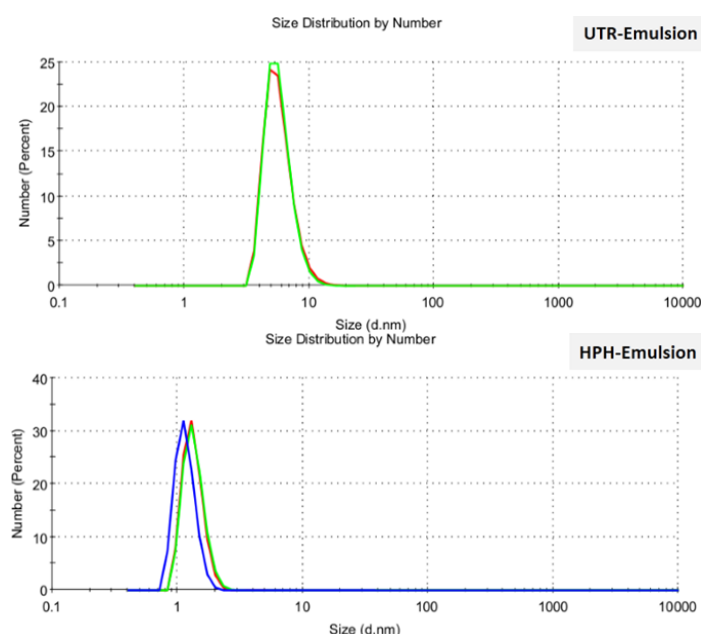 Size Distribution by Number
UTR-Emulsion
25
20
15
10
5
0
Number (Percent)
0.1 1 10 100 1000 10000
Size (d.nm)
Size Distribution by Number
HPH-Emulsion
40
30
20
10
0
Number (Percent)
0.1 1 10 100 1000 10000
Size (d.nm)